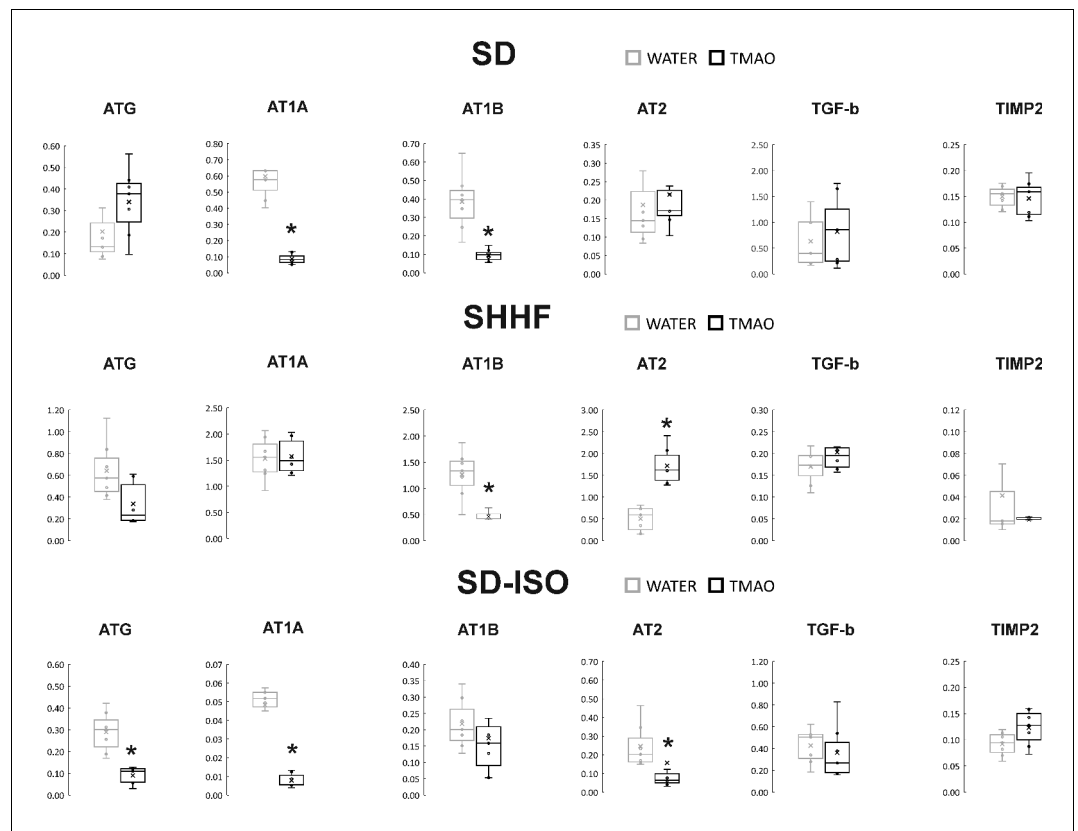 SD
WATER TMAO
ATG AT1A AT1B AT2 TGF-b TIMP2
0.60 0.80 0.70 0.35 2.50 0.25
0.50 0.70 0.60 0.30 2.00 0.20
0.40 0.60 0.50 0.25 1.50 0.15
0.30 0.50 0.40 0.20 1.00 0.10
0.20 0.40 0.30 0.15 0.50 0.05
0.10 0.30 0.20 0.10 0.00 0.00
0.00 0.20 0.10 0.05
0.10 0.00 0.00
0.00
* *
SHHF
WATER TMAO
ATG AT1A AT1B AT2 TGF-b TIMP2
1.20 2.50 2.50 3.00 0.30 0.12
1.00 2.00 2.00 2.50 0.25 0.10
0.80 1.50 1.50 2.00 0.20 0.08
0.60 1.00 1.00 1.50 0.15 0.06
0.40 0.50 0.50 1.00 0.10 0.04
0.20 0.00 0.00 0.50 0.05 0.02
0.00 0.00 0.00 0.00
* *
SD-ISO
WATER TMAO
ATG AT1A AT1B AT2 TGF-b TIMP2
0.60 0.07 0.40 0.70 1.20 0.25
0.50 0.06 0.35 0.60 1.00 0.20
0.40 0.05 0.30 0.50 0.80 0.15
0.30 0.04 0.25 0.40 0.60 0.10
0.20 0.03 0.20 0.30 0.40 0.05
0.10 0.02 0.15 0.20 0.20 0.00
0.00 0.01 0.10 0.10 0.00
0.00 0.05 0.00
0.00
* * *